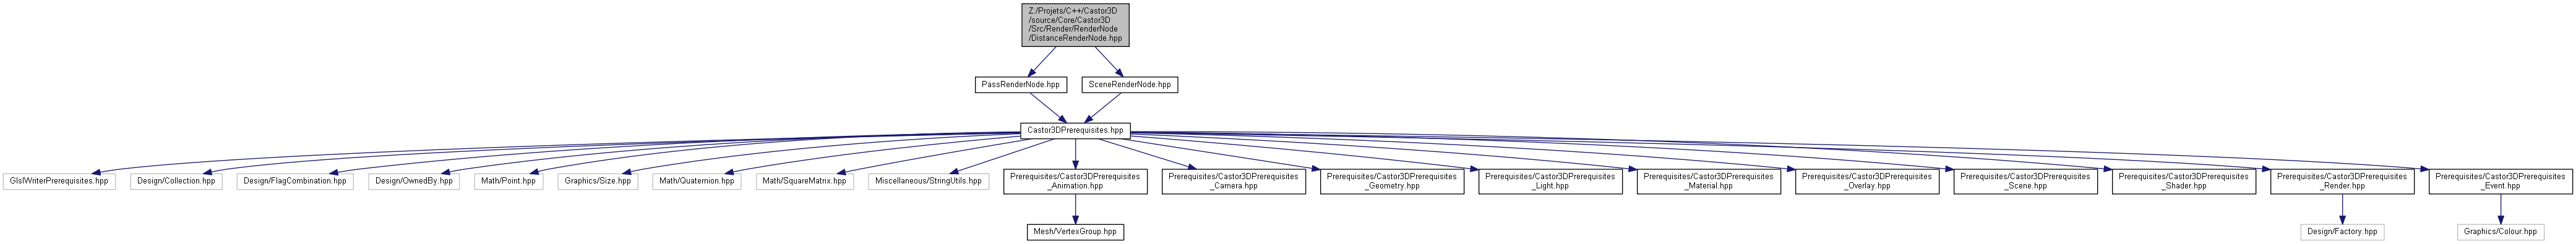 Z:/Projets/C++/Castor3D
/source/Core/Castor3D
/Src/Render/RenderNode
/DistanceRenderNode.hpp
PassRenderNode.hpp
SceneRenderNode.hpp
Castor3DPrerequisites.hpp
GlslWriterPrerequisites.hpp
Design/Collection.hpp
Design/FlagCombination.hpp
Design/OwnedBy.hpp
Math/Point.hpp
Graphics/Size.hpp
Math/Quaternion.hpp
Math/SquareMatrix.hpp
Miscellaneous/StringUtils.hpp
Prerequisites/Castor3DPrerequisites
_Animation.hpp
Prerequisites/Castor3DPrerequisites
_Camera.hpp
Prerequisites/Castor3DPrerequisites
_Geometry.hpp
Prerequisites/Castor3DPrerequisites
_Light.hpp
Prerequisites/Castor3DPrerequisites
_Material.hpp
Prerequisites/Castor3DPrerequisites
_Overlay.hpp
Prerequisites/Castor3DPrerequisites
_Scene.hpp
Prerequisites/Castor3DPrerequisites
_Shader.hpp
Prerequisites/Castor3DPrerequisites
_Render.hpp
Prerequisites/Castor3DPrerequisites
_Event.hpp
Mesh/VertexGroup.hpp
Design/Factory.hpp
Graphics/Colour.hpp